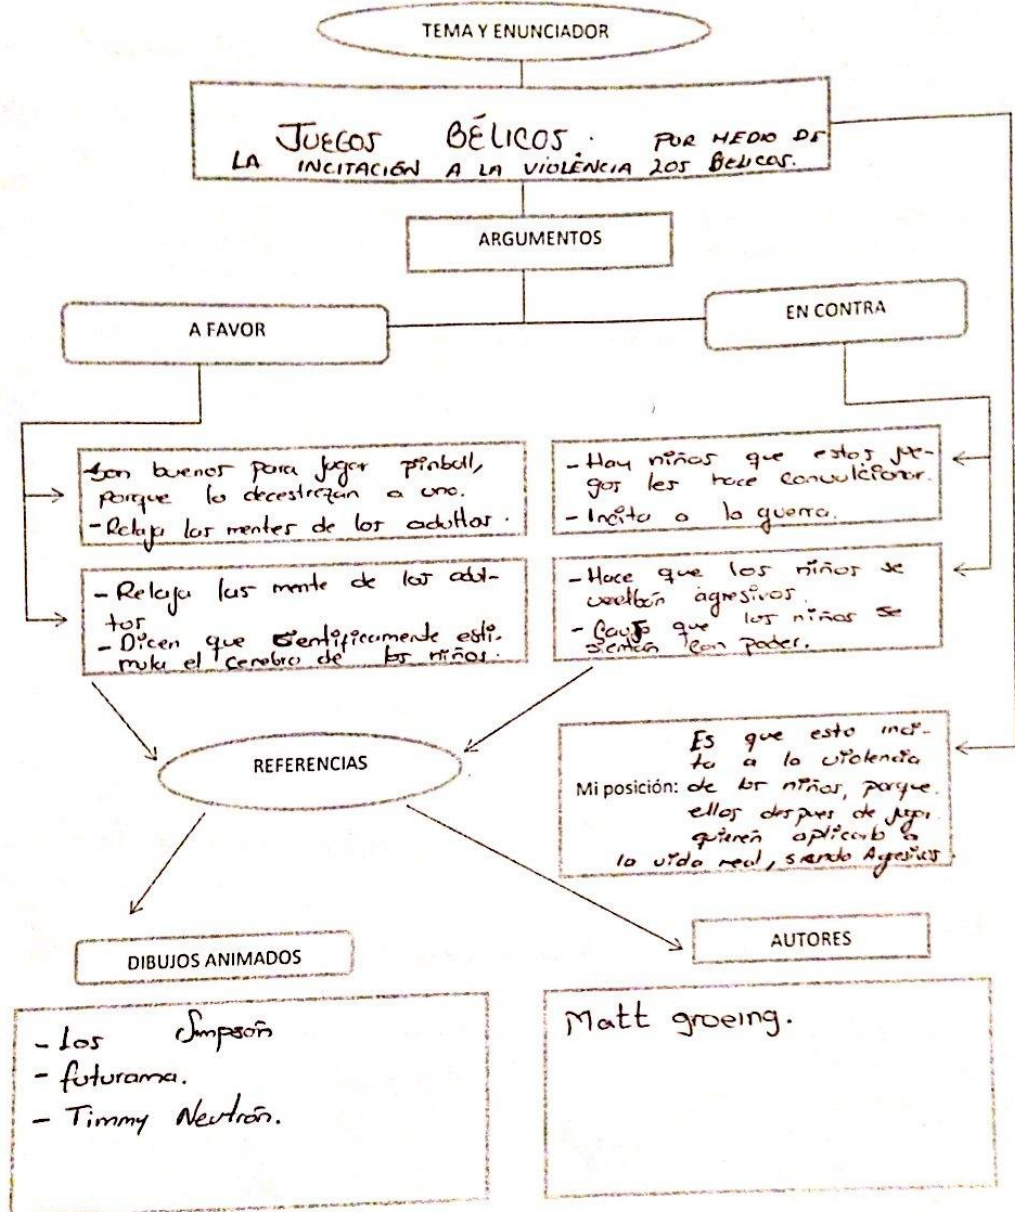 TEMA Y ENUNCIADOR
JUEGOS BÉLICOS. POR MEDIO DE
LA INCITACIÓN A LA VIOLENCIA LOS BELICOS.
ARGUMENTOS
A FAVOR
EN CONTRA
-Son buenos para jugar pinball,
porque lo decestrezan a uno.
-Relaja las mentes de los adultos.
- Relaja las mente de los adul-
tos
- Dicen que sientificamente esti-
mula el cerebro de los niños.
- Hay niños que estos jue-
gos les hace convulcionar.
- Incita a la guerra.
- Hace que los niños se
vuelban agresivos.
- Causa que los niños se
sientan con poder.
REFERENCIAS
Mi posición: Es que esto inci-
ta a la violencia
de los niños, porque
ellos despues de jugar
quieren aplicarlo a
la vida real, siendo Agresivos.
DIBUJOS ANIMADOS
- Los Simpson
- futurama.
- Timmy Neutrón.
AUTORES
Matt groeing.